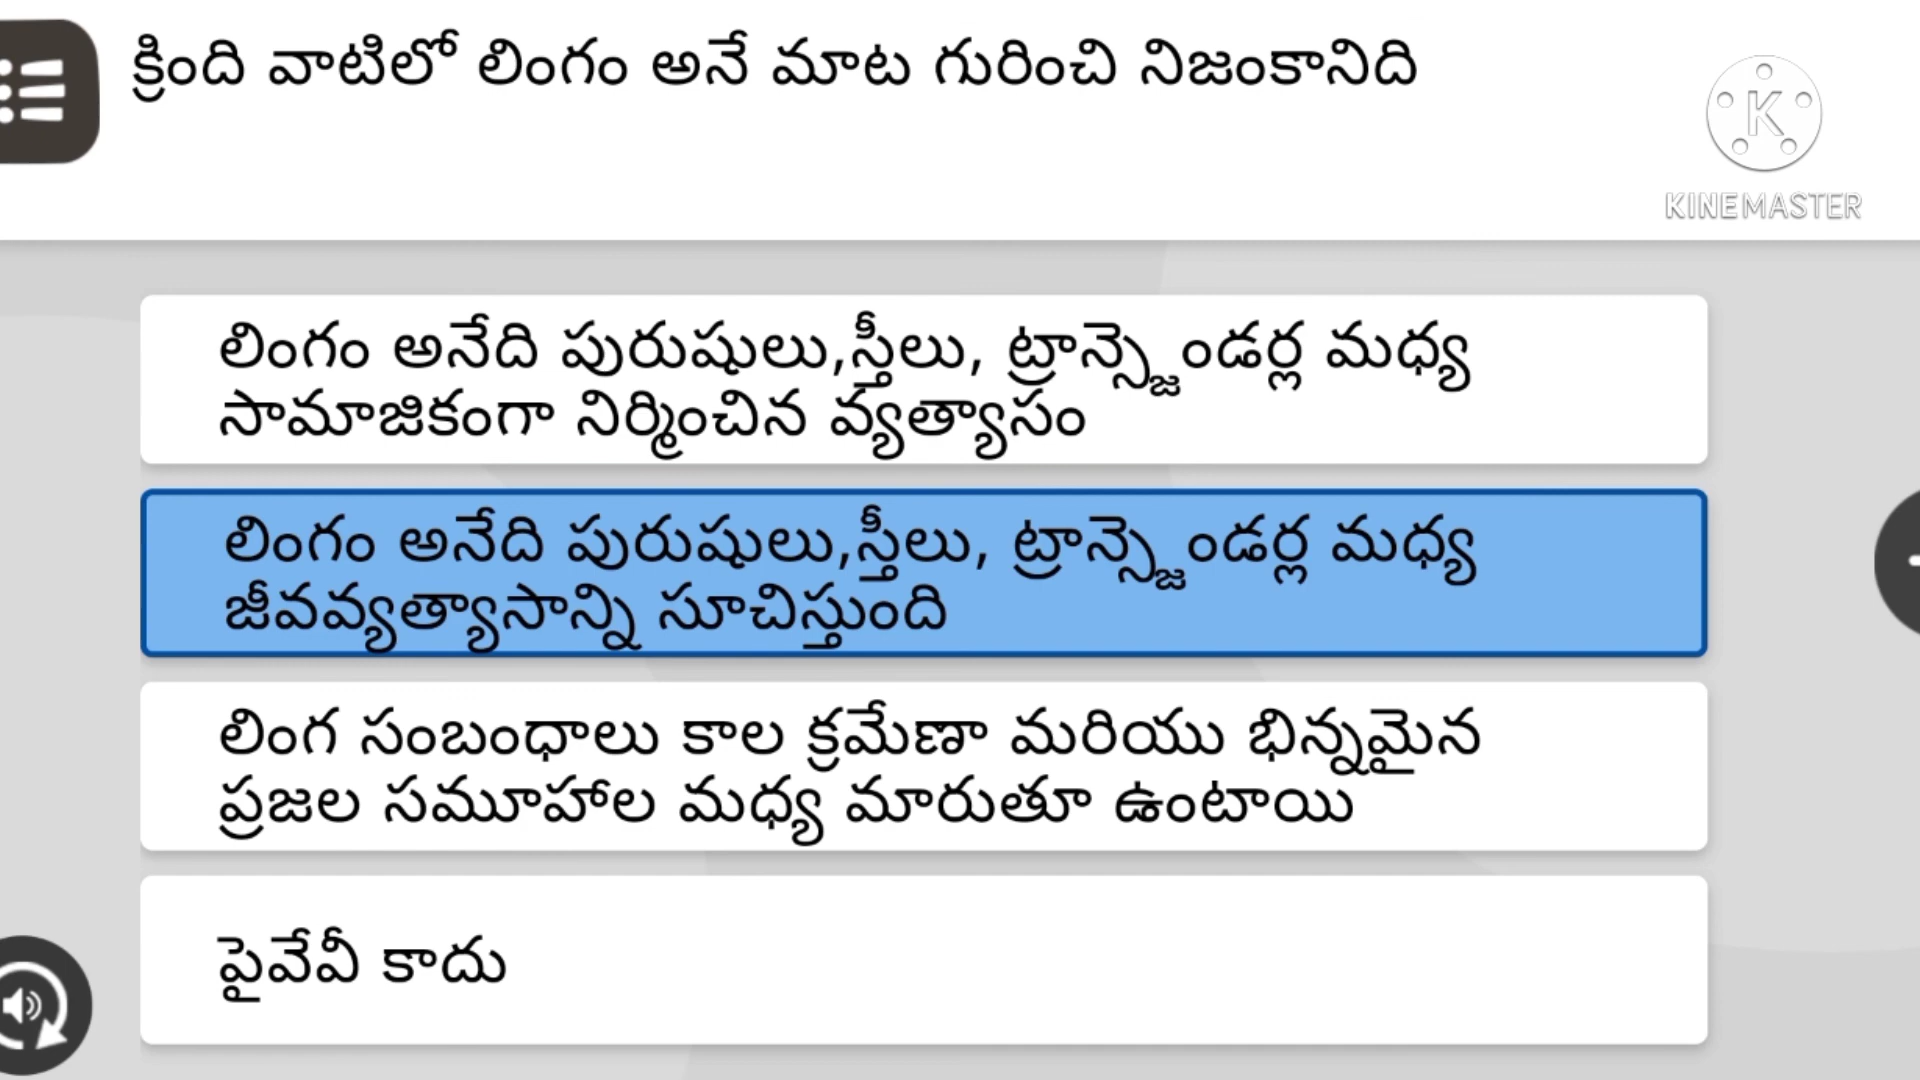 క్రింది వాటిలో లింగం అనే మాట గురించి నిజంకానిది
KINEMASTER
లింగం అనేది పురుషులు,స్త్రీలు, ట్రాన్స్జెండర్ల మధ్య
సామాజికంగా నిర్మించిన వ్యత్యాసం
లింగం అనేది పురుషులు,స్త్రీలు, ట్రాన్స్జెండర్ల మధ్య
జీవవ్యత్యాసాన్ని సూచిస్తుంది
లింగ సంబంధాలు కాల క్రమేణా మరియు భిన్నమైన
ప్రజల సమూహాల మధ్య మారుతూ ఉంటాయి
పైవేవీ కాదు